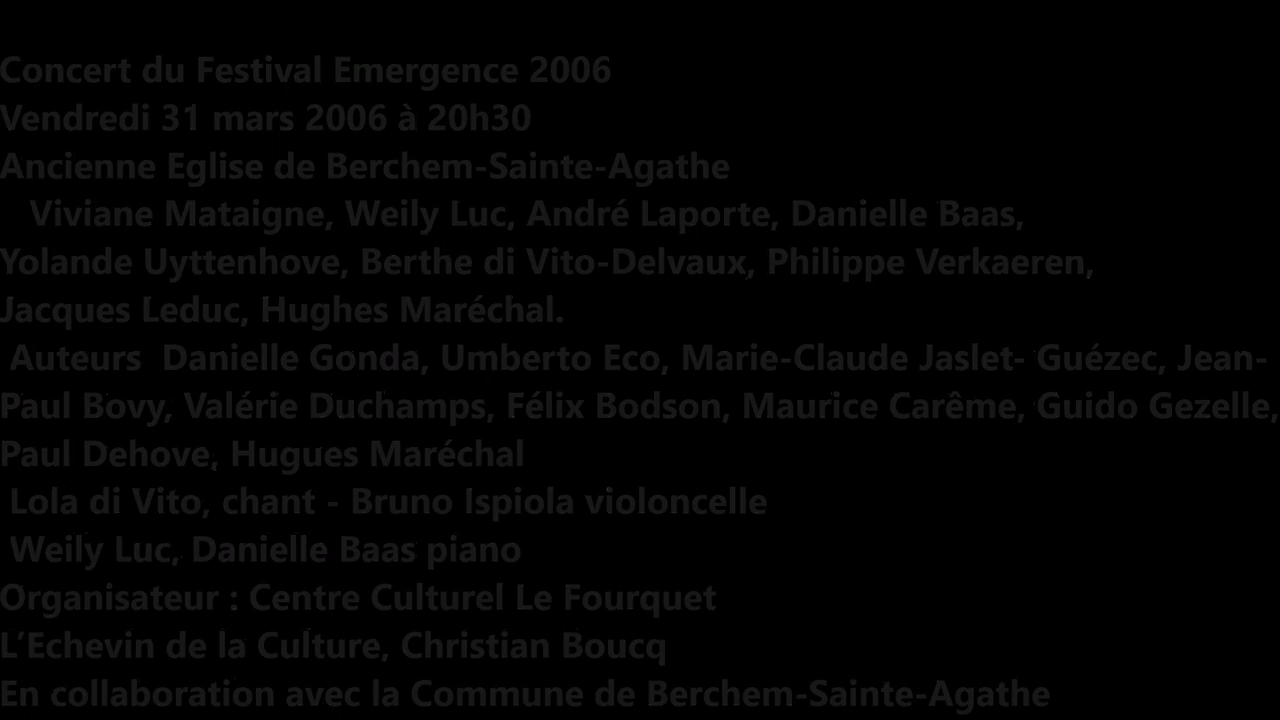 Concert du Festival Emergence 2006
Vendredi 31 mars 2006 à 20h30
Ancienne Eglise de Berchem-Sainte-Agathe
Viviane Mataigne, Weily Luc, André Laporte, Danielle Baas,
Yolande Uyttenhove, Berthe di Vito-Delvaux, Philippe Verkaeren,
Jacques Leduc, Hughes Maréchal.
Auteurs  Danielle Gonda, Umberto Eco, Marie-Claude Jaslet- Guézec, Jean-
Paul Bovy, Valérie Duchamps, Félix Bodson, Maurice Carême, Guido Gezelle,
Paul Dehove, Hugues Maréchal
Lola di Vito, chant - Bruno Ispiola violoncelle
Weily Luc, Danielle Baas piano
Organisateur : Centre Culturel Le Fourquet
L’Echevin de la Culture, Christian Boucq
En collaboration avec la Commune de Berchem-Sainte-Agathe